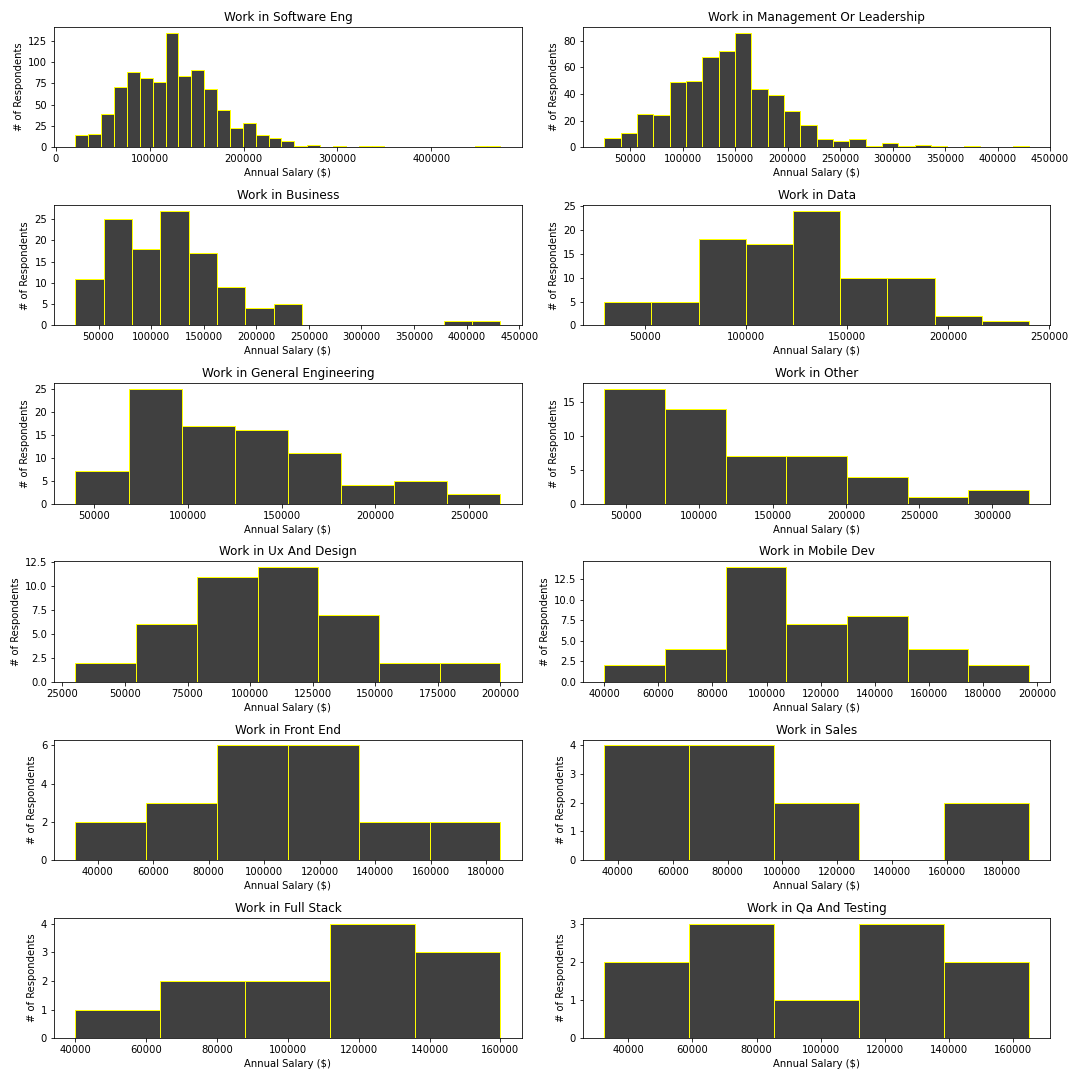 Work in Software Eng
# of Respondents
125
100
75
50
25
0
0 100000 200000 300000 400000
Annual Salary ($)
Work in Management Or Leadership
# of Respondents
80
60
40
20
0
50000 100000 150000 200000 250000 300000 350000 400000 450000
Annual Salary ($)
Work in Business
# of Respondents
25
20
15
10
5
0
50000 100000 150000 200000 250000 300000 350000 400000 450000
Annual Salary ($)
Work in Data
# of Respondents
25
20
15
10
5
0
50000 100000 150000 200000 250000
Annual Salary ($)
Work in General Engineering
# of Respondents
25
20
15
10
5
0
50000 100000 150000 200000 250000
Annual Salary ($)
Work in Other
# of Respondents
15
10
5
0
50000 100000 150000 200000 250000 300000
Annual Salary ($)
Work in Ux And Design
# of Respondents
12.5
10.0
7.5
5.0
2.5
0.0
25000 50000 75000 100000 125000 150000 175000 200000
Annual Salary ($)
Work in Mobile Dev
# of Respondents
12.5
10.0
7.5
5.0
2.5
0.0
40000 60000 80000 100000 120000 140000 160000 180000 200000
Annual Salary ($)
Work in Front End
# of Respondents
6
4
2
0
40000 60000 80000 100000 120000 140000 160000 180000
Annual Salary ($)
Work in Sales
# of Respondents
4
3
2
1
0
40000 60000 80000 100000 120000 140000 160000 180000
Annual Salary ($)
Work in Full Stack
# of Respondents
4
3
2
1
0
40000 60000 80000 100000 120000 140000 160000
Annual Salary ($)
Work in Qa And Testing
# of Respondents
3
2
1
0
40000 60000 80000 100000 120000 140000 160000
Annual Salary ($)